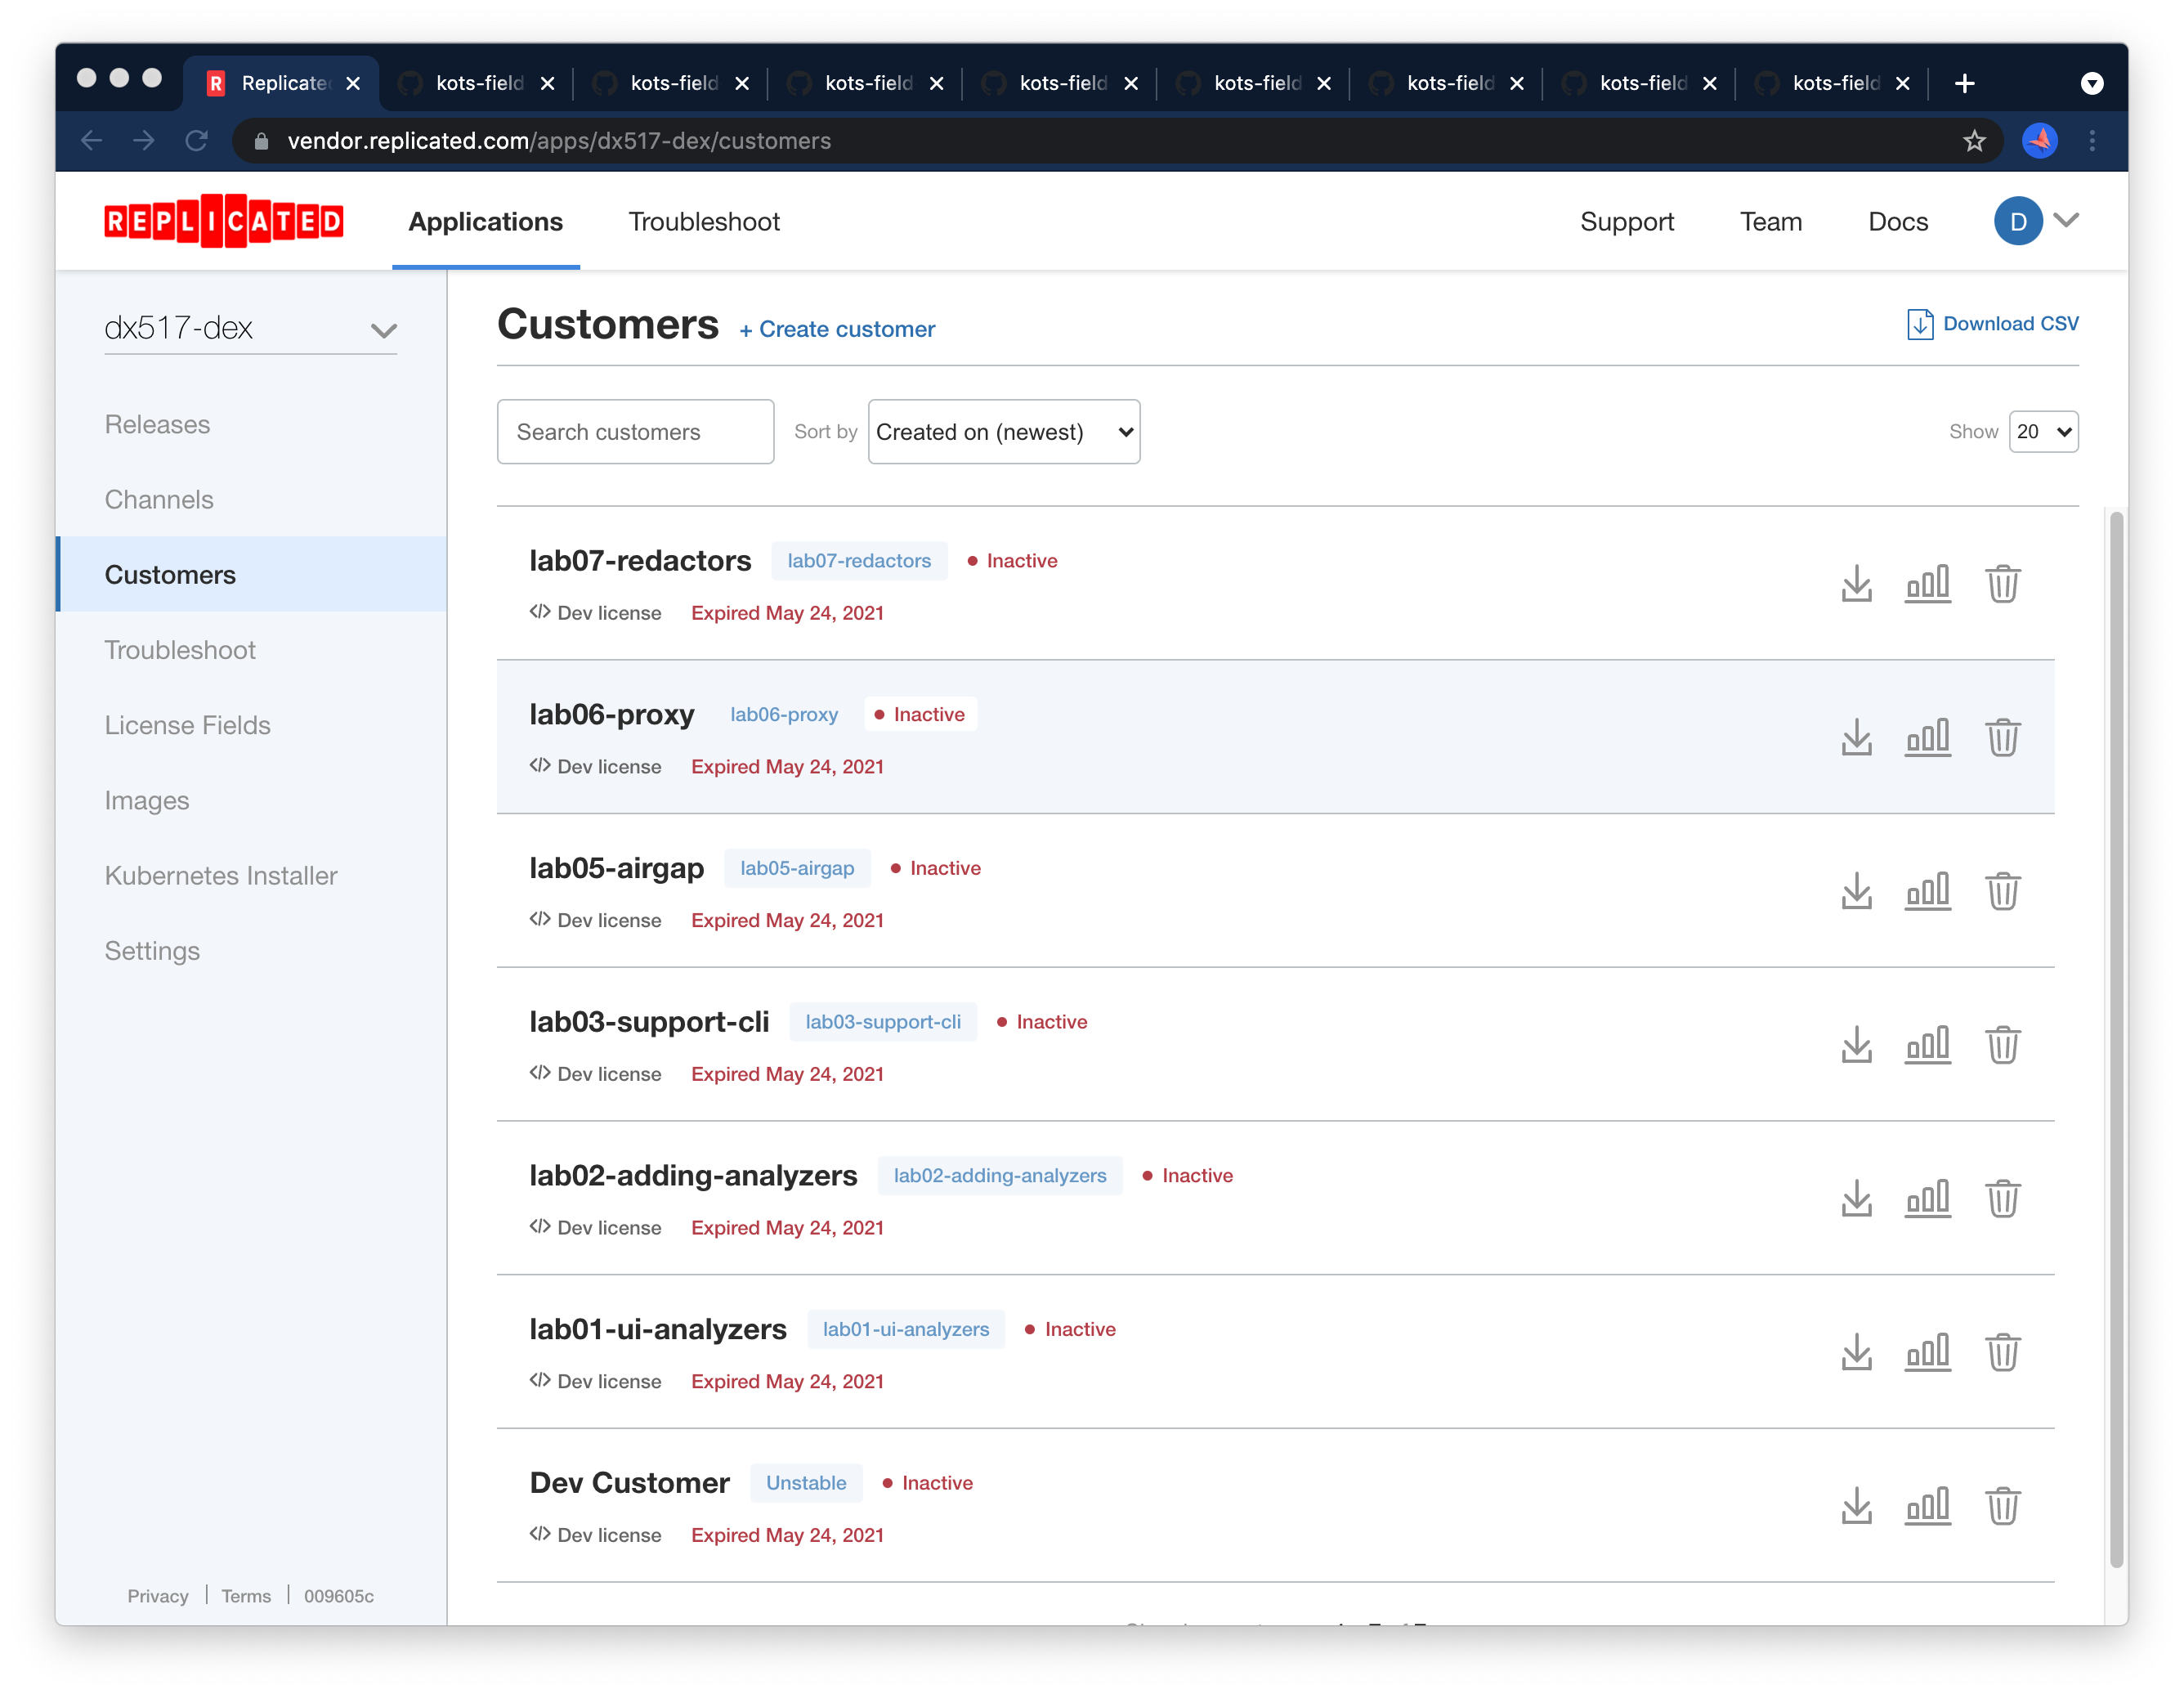 Replicate
kots-field
kots-field
kots-field
kots-field
kots-field
kots-field
kots-field
kots-field
vendor.replicated.com/apps/dx517-dex/customers
REPLICATED
Applications
Troubleshoot
Support
Team
Docs
D
dx517-dex
Releases
Channels
Customers
Troubleshoot
License Fields
Images
Kubernetes Installer
Settings
Privacy | Terms | 009605c
Customers + Create customer
Download CSV
Search customers
Sort by Created on (newest)
Show 20
lab07-redactors lab07-redactors Inactive
Dev license Expired May 24, 2021
lab06-proxy lab06-proxy Inactive
Dev license Expired May 24, 2021
lab05-airgap lab05-airgap Inactive
Dev license Expired May 24, 2021
lab03-support-cli lab03-support-cli Inactive
Dev license Expired May 24, 2021
lab02-adding-analyzers lab02-adding-analyzers Inactive
Dev license Expired May 24, 2021
lab01-ui-analyzers lab01-ui-analyzers Inactive
Dev license Expired May 24, 2021
Dev Customer Unstable Inactive
Dev license Expired May 24, 2021